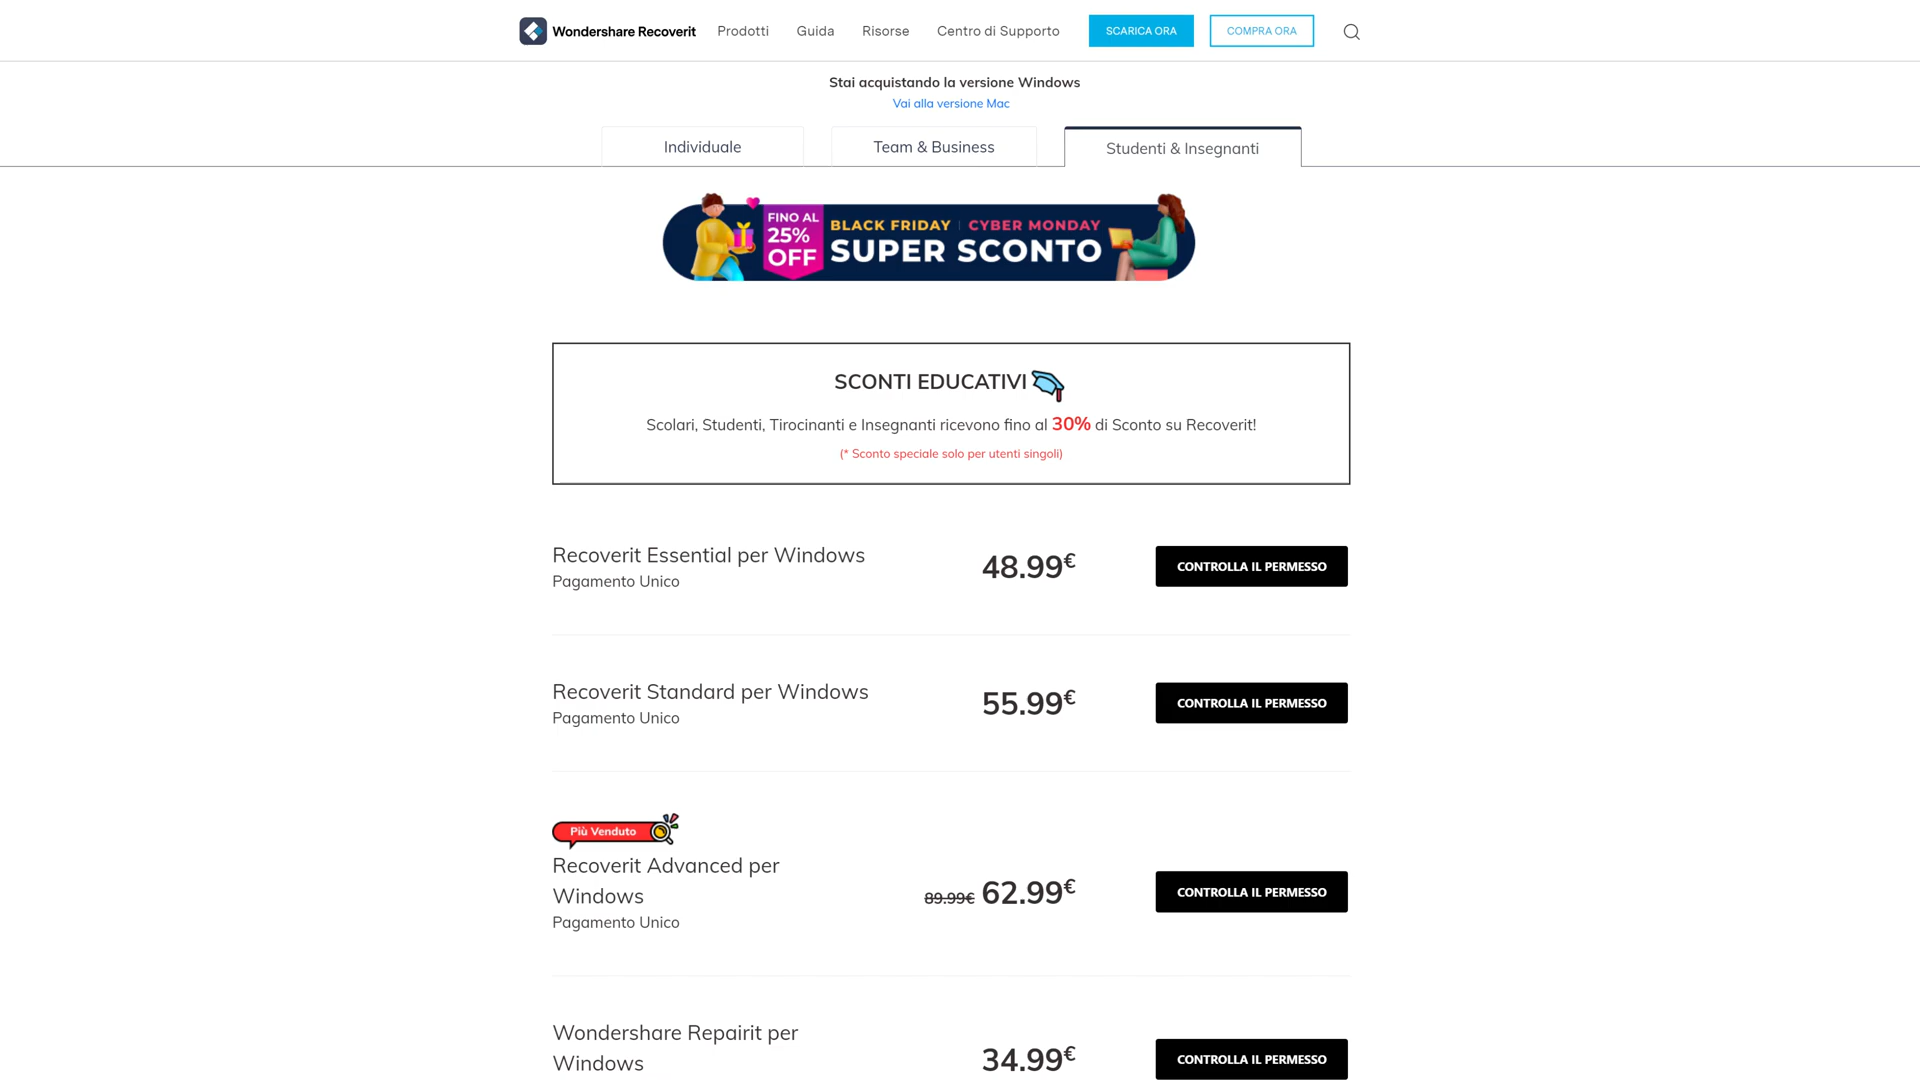 Wondershare Recoverit Prodotti Guida Risorse Centro di Supporto SCARICA ORA COMPRA ORA
Stai acquistando la versione Windows
Vai alla versione Mac
Individuale Team & Business Studenti & Insegnanti
FINO AL
25%
OFF
BLACK FRIDAY | CYBER MONDAY
SUPER SCONTO
SCONTI EDUCATIVI
Scolari, Studenti, Tirocinanti e Insegnanti ricevono fino al 30% di Sconto su Recoverit!
(* Sconto speciale solo per utenti singoli)
Recoverit Essential per Windows
Pagamento Unico
48.99€
CONTROLLA IL PERMESSO
Recoverit Standard per Windows
Pagamento Unico
55.99€
CONTROLLA IL PERMESSO
Più Venduto
Recoverit Advanced per
Windows
Pagamento Unico
89.99€ 62.99€
CONTROLLA IL PERMESSO
Wondershare Repairit per
Windows
34.99€
CONTROLLA IL PERMESSO